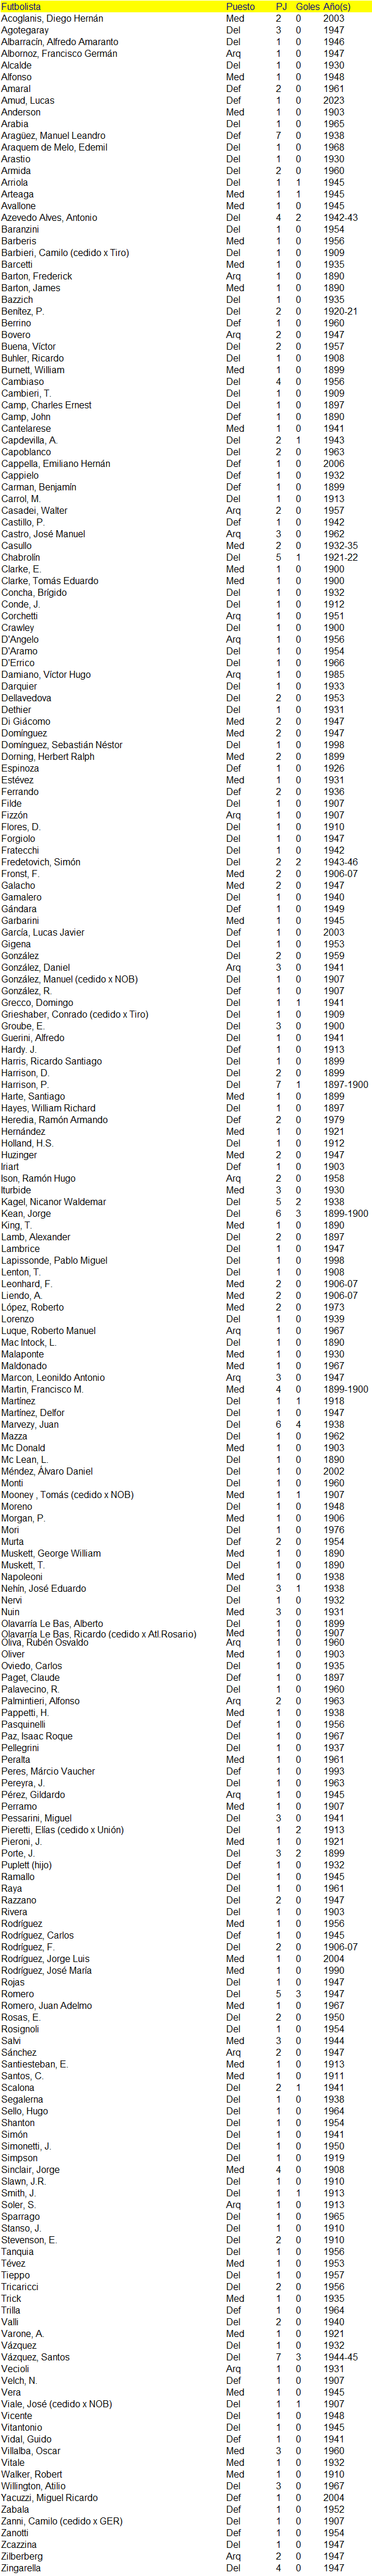 Futbolista Puesto PJ Goles Año(s)
Acoglanis, Diego Hernán Med 2 0 2003
Agotegaray Del 3 0 1947
Albarracín, Alfredo Amaranto Del 1 0 1946
Albornoz, Francisco Germán Arq 1 0 1947
Alcalde Del 1 0 1930
Alfonso Med 1 0 1948
Amaral Def 2 0 1961
Amud, Lucas Def 1 0 2023
Anderson Med 1 0 1903
Arabia Del 1 0 1965
Aragüez, Manuel Leandro Def 7 0 1938
Araquem de Melo, Edemil Del 1 0 1968
Arastio Del 1 0 1930
Armida Del 2 0 1960
Arriola Del 1 1 1945
Arteaga Med 1 1 1945
Avallone Med 1 0 1945
Azevedo Alves, Antonio Del 4 2 1942-43
Baranzini Del 1 0 1954
Barberis Med 1 0 1956
Barbieri, Camilo (cedido x Tiro) Del 1 0 1909
Barcetti Med 1 0 1935
Barton, Frederick Arq 1 0 1890
Barton, James Med 1 0 1890
Bazzich Del 1 0 1935
Benítez, P. Del 2 0 1920-21
Berrino Def 1 0 1960
Bovero Arq 2 0 1947
Buena, Víctor Del 2 0 1957
Buhler, Ricardo Del 1 0 1908
Burnett, William Med 1 0 1899
Cambiaso Del 4 0 1956
Cambieri, T. Del 1 0 1909
Camp, Charles Ernest Del 1 0 1897
Camp, John Def 1 0 1890
Cantelarese Med 1 0 1941
Capdevilla, A. Del 2 1 1943
Capoblanco Del 2 0 1963
Cappella, Emiliano Hernán Def 1 0 2006
Cappielo Def 1 0 1932
Carman, Benjamín Def 1 0 1899
Carrol, M. Del 1 0 1913
Casadei, Walter Arq 2 0 1957
Castillo, P. Def 1 0 1942
Castro, José Manuel Arq 3 0 1962
Casullo Med 2 0 1932-35
Chabrolín Del 5 1 1921-22
Clarke, E. Med 1 0 1900
Clarke, Tomás Eduardo Med 1 0 1900
Concha, Brígido Del 1 0 1932
Conde, J. Del 1 0 1912
Corchetti Arq 1 0 1951
Crawley Del 1 0 1900
D'Angelo Arq 1 0 1956
D'Aramo Del 1 0 1954
D'Errico Del 1 0 1966
Damiano, Víctor Hugo Arq 1 0 1985
Darquier Del 1 0 1933
Dellavedova Del 2 0 1953
Dethier Del 1 0 1931
Di Giácomo Med 2 0 1947
Domínguez Med 2 0 1947
Domínguez, Sebastián Néstor Del 1 0 1998
Dorning, Herbert Ralph Med 2 0 1899
Espinoza Def 1 0 1926
Estévez Med 1 0 1931
Ferrando Def 2 0 1936
Filde Del 1 0 1907
Fizzón Arq 1 0 1907
Flores, D. Del 1 0 1910
Forgiolo Del 1 0 1947
Fratecchi Del 1 0 1942
Fredetovich, Simón Del 2 2 1943-46
Fronst, F. Med 2 0 1906-07
Galacho Med 2 0 1947
Gamalero Del 1 0 1940
Gándara Def 1 0 1949
Garbarini Med 1 0 1945
García, Lucas Javier Def 1 0 2003
Gigena Del 1 0 1953
González Del 2 0 1959
González, Daniel Arq 3 0 1941
González, Manuel (cedido x NOB) Del 1 0 1907
González, R. Def 1 0 1907
Grecco, Domingo Del 1 1 1941
Grieshaber, Conrado (cedido x Tiro) Del 1 0 1909
Groube, E. Del 3 0 1900
Guerini, Alfredo Del 1 0 1941
Hardy. J. Def 1 0 1913
Harris, Ricardo Santiago Del 1 0 1899
Harrison, D. Del 2 0 1899
Harrison, P. Del 7 1 1897-1900
Harte, Santiago Med 1 0 1899
Hayes, William Richard Del 1 0 1897
Heredia, Ramón Armando Def 2 0 1979
Hernández Med 1 0 1921
Holland, H.S. Del 1 0 1912
Huzinger Med 2 0 1947
Iriart Def 1 0 1903
Ison, Ramón Hugo Arq 2 0 1958
Iturbide Med 3 0 1930
Kagel, Nicanor Waldemar Del 5 2 1938
Kean, Jorge Del 6 3 1899-1900
King, T. Med 1 0 1890
Lamb, Alexander Del 2 0 1897
Lambrice Del 1 0 1947
Lapissonde, Pablo Miguel Del 1 0 1998
Lenton, T. Del 1 0 1908
Leonhard, F. Med 2 0 1906-07
Liendo, A. Med 2 0 1906-07
López, Roberto Med 2 0 1973
Lorenzo Del 1 0 1939
Luque, Roberto Manuel Arq 1 0 1967
Mac Intock, L. Del 1 0 1890
Malaponte Med 1 0 1930
Maldonado Med 1 0 1967
Marcon, Leonildo Antonio Arq 3 0 1947
Martin, Francisco M. Med 4 0 1899-1900
Martínez Del 1 1 1918
Martínez, Delfor Del 1 0 1947
Marvezy, Juan Del 6 4 1938
Mazza Del 1 0 1962
Mc Donald Med 1 0 1903
Mc Lean, L. Del 1 0 1890
Méndez, Álvaro Daniel Del 1 0 2002
Monti Del 1 0 1960
Mooney , Tomás (cedido x NOB) Med 1 1 1907
Moreno Del 1 0 1948
Morgan, P. Med 1 0 1906
Mori Del 1 0 1976
Murta Def 2 0 1954
Muskett, George William Med 1 0 1890
Muskett, T. Del 1 0 1890
Napoleoni Med 1 0 1938
Nehín, José Eduardo Del 3 1 1938
Nervi Del 1 0 1932
Nuin Med 3 0 1931
Olavarría Le Bas, Alberto Del 1 0 1899
Olavarría Le Bas, Ricardo (cedido x Atl.Rosario) Med 1 0 1907
Oliva, Rubén Osvaldo Arq 1 0 1960
Oliver Med 1 0 1903
Oviedo, Carlos Del 1 0 1935
Paget, Claude Def 1 0 1897
Palavecino, R. Del 1 0 1960
Palmintieri, Alfonso Arq 2 0 1963
Pappetti, H. Med 1 0 1938
Pasquinelli Def 1 0 1956
Paz, Isaac Roque Del 1 0 1967
Pellegrini Del 1 0 1937
Peralta Med 1 0 1961
Peres, Márcio Vaucher Def 1 0 1993
Pereyra, J. Del 1 0 1963
Pérez, Gildardo Arq 1 0 1945
Perramo Med 1 0 1907
Pessarini, Miguel Del 3 0 1941
Pieretti, Elías (cedido x Unión) Del 1 2 1913
Pieroni, J. Med 1 0 1921
Porte, J. Del 3 2 1899
Puplett (hijo) Def 1 0 1932
Ramallo Del 1 0 1945
Raya Del 1 0 1961
Razzano Del 2 0 1947
Rivera Del 1 0 1903
Rodríguez Med 1 0 1956
Rodríguez, Carlos Def 1 0 1945
Rodríguez, F. Del 2 0 1906-07
Rodríguez, Jorge Luis Med 1 0 2004
Rodríguez, José María Med 1 0 1990
Rojas Del 1 0 1947
Romero Del 5 3 1947
Romero, Juan Adelmo Med 1 0 1967
Rosas, E. Del 2 0 1950
Rosignoli Del 1 0 1954
Salvi Med 3 0 1944
Sánchez Arq 2 0 1947
Santiesteban, E. Med 1 0 1913
Santos, C. Med 1 0 1911
Scalona Del 2 1 1941
Segalerna Del 1 0 1938
Sello, Hugo Del 1 0 1964
Shanton Del 1 0 1954
Simón Del 1 0 1941
Simonetti, J. Del 1 0 1950
Simpson Del 1 0 1919
Sinclair, Jorge Med 4 0 1908
Slawn, J.R. Del 1 0 1910
Smith, J. Del 1 1 1913
Soler, S. Arq 1 0 1913
Sparrago Del 1 0 1965
Stanso, J. Del 1 0 1910
Stevenson, E. Del 2 0 1910
Tanquia Del 1 0 1956
Tévez Med 1 0 1953
Tieppo Del 1 0 1957
Tricaricci Del 2 0 1956
Trick Med 1 0 1935
Trilla Def 1 0 1964
Valli Del 2 0 1940
Varone, A. Med 1 0 1921
Vázquez Del 1 0 1932
Vázquez, Santos Del 7 3 1944-45
Vecioli Arq 1 0 1931
Velch, N. Def 1 0 1907
Vera Med 1 0 1945
Viale, José (cedido x NOB) Del 1 1 1907
Vicente Del 1 0 1948
Vitantonio Del 1 0 1945
Vidal, Guido Def 1 0 1941
Villalba, Oscar Med 3 0 1960
Vitale Med 1 0 1932
Walker, Robert Med 1 0 1910
Willington, Atilio Del 3 0 1967
Yacuzzi, Miguel Ricardo Def 1 0 2004
Zabala Def 1 0 1952
Zanni, Camilo (cedido x GER) Del 1 0 1907
Zanotti Def 1 0 1954
Zcazzina Del 1 0 1947
Zilberberg Arq 2 0 1947
Zingarella Del 4 0 1947